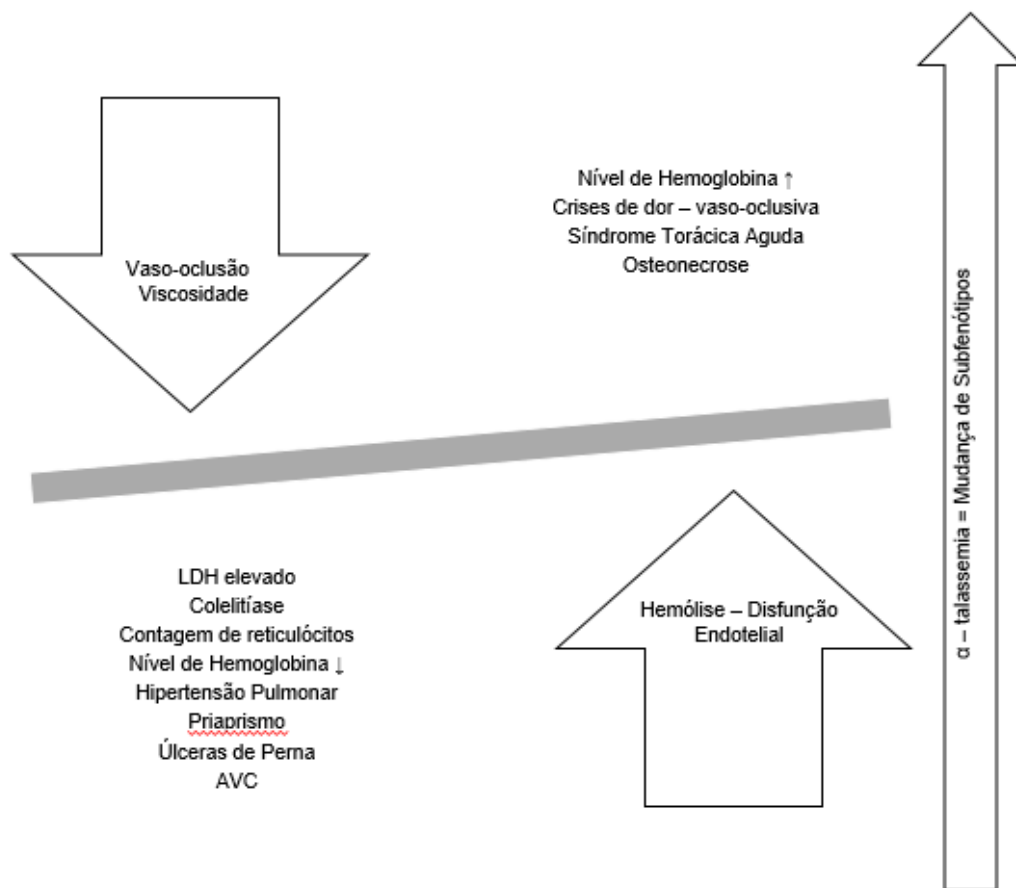 Vaso-oclusão
Viscosidade
Nível de Hemoglobina ↑
Crises de dor – vaso-oclusiva
Síndrome Torácica Aguda
Osteonecrose
LDH elevado
Colelitíase
Contagem de reticulócitos
Nível de Hemoglobina ↓
Hipertensão Pulmonar
Priaprismo
Úlceras de Perna
AVC
Hemólise – Disfunção
Endotelial
α – talassemia = Mudança de Subfenótipos